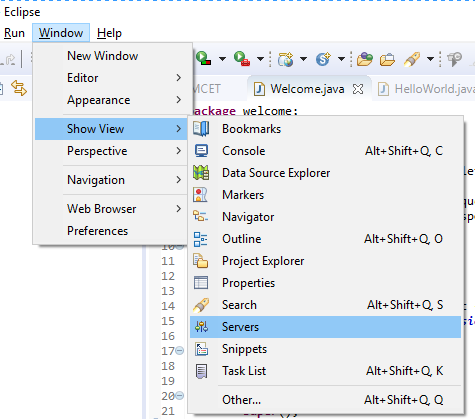 Eclipse
Run Window Help
New Window
Editor
Appearance
Show View
Perspective
Navigation
Web Browser
Preferences
MCET Welcome.java HelloWorld.java
package welcome;
Bookmarks
Console Alt+Shift+Q, C
Data Source Explorer
Markers
Navigator
Outline Alt+Shift+Q, O
Project Explorer
Properties
Search Alt+Shift+Q, S
Servers
Snippets
Task List Alt+Shift+Q, K
Other... Alt+Shift+Q, Q
10
11
12
13
14
15
16
17
18
19
20
21